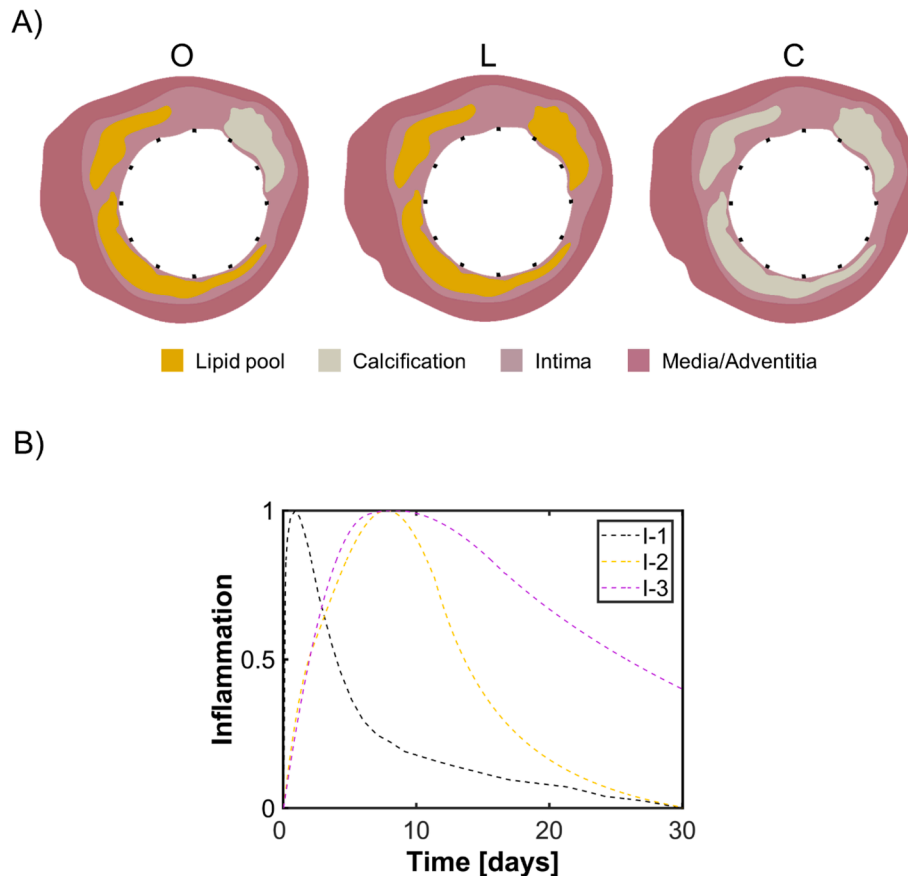 A)
O L C
Lipid pool Calcification Intima Media/Adventitia
B)
1
I-1
I-2
I-3
0.5
Inflammation
0
0 10 20 30
Time [days]